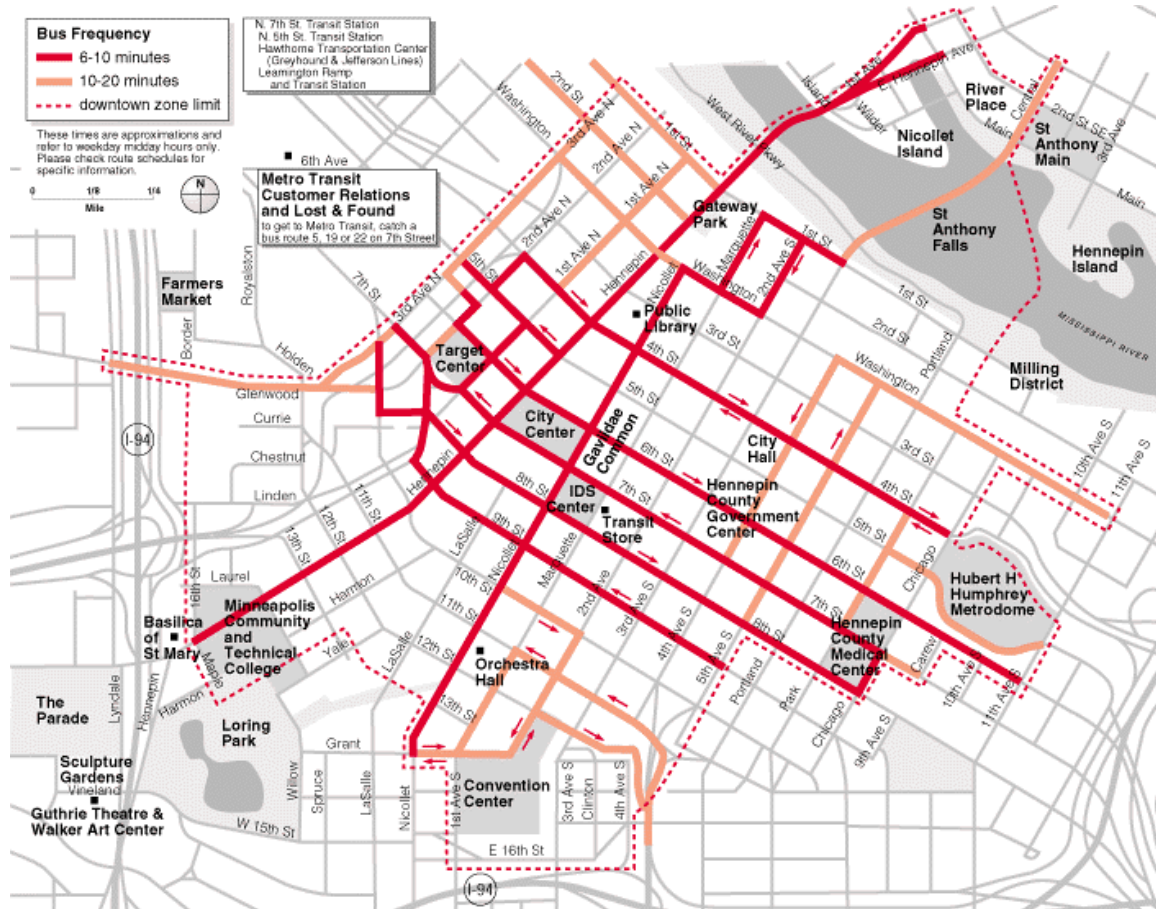 Bus Frequency
6-10 minutes
10-20 minutes
downtown zone limit
These times are approximations and
refer to weekday midday hours only.
Please check route schedules for
specific information.
0 1/8 1/4
Mile
N
N. 7th St. Transit Station
N. 5th St. Transit Station
Hawthorne Transportation Center
(Greyhound & Jefferson Lines)
Leamington Ramp
and Transit Station
6th Ave
Metro Transit
Customer Relations
and Lost & Found
to get to Metro Transit, catch a
bus route 5, 19 or 22 on 7th Street
Washington
2nd St
3rd Ave N
2nd Ave N
1st St
1st Ave N
West River Pkwy
Island
1st Ave
E. Hennepin Ave
Wilder
Nicollet
Island
River
Place
Main
Central
2nd St SE
3rd Ave
St
Anthony
Main
Main
St
Anthony
Falls
Hennepin
Island
MISSISSIPPI RIVER
Gateway
Park
Marquette
1st St
2nd Ave S
Washington
Nicollet
Hennepin
2nd Ave N
1st Ave N
5th St
3rd Ave N
7th St
Royalston
Farmers
Market
Border
Holden
Glenwood
Currie
Chestnut
Linden
I-94
Target
Center
City
Center
Public
Library
3rd St
4th St
5th St
6th St
7th St
Gaviidae
Common
IDS
Center
Transit
Store
8th St
9th St
10th St
11th St
12th St
13th St
Hennepin
11th St
12th St
13th St
LaSalle
Nicollet
Marquette
2nd Ave
3rd Ave S
4th Ave S
5th Ave S
Portland
Park
Chicago
9th Ave S
1st St
2nd St
Portland
Washington
Milling
District
City
Hall
Hennepin
County
Government
Center
3rd St
4th St
5th St
6th St
7th St
8th St
Chicago
10th Ave S
11th Ave S
Hubert H
Humphrey
Metrodome
Hennepin
County
Medical
Center
Carew
10th Ave S
11th Ave S
16th St
Laurel
Harmon
Yale
LaSalle
Minneapolis
Community
and
Technical
College
Basilica
of
St Mary
Maple
Harmon
Hennepin
Lyndale
The
Parade
Loring
Park
Sculpture
Gardens
Vineland
Guthrie Theatre &
Walker Art Center
Grant
Willow
Spruce
LaSalle
Nicollet
W 15th St
1st Ave S
Orchestra
Hall
Convention
Center
3rd Ave S
Clinton
4th Ave S
E 16th St
I-94